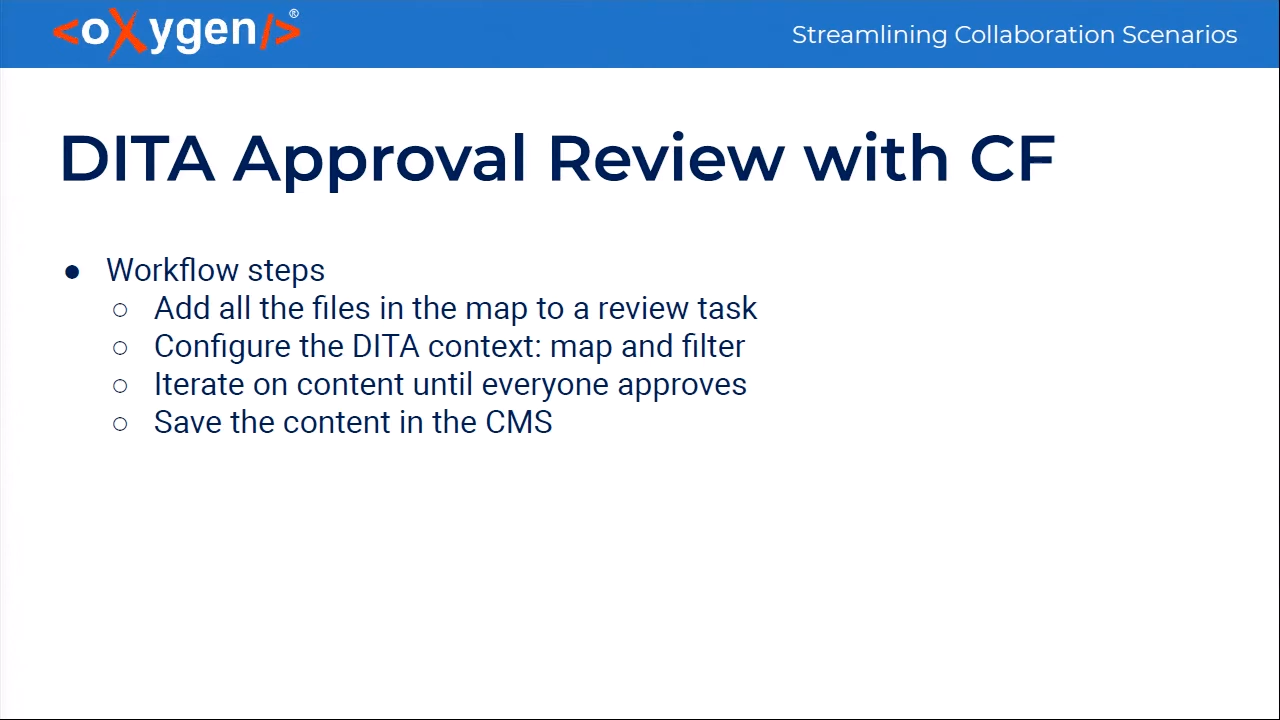 <oXygen/>®
Streamlining Collaboration Scenarios
DITA Approval Review with CF
● Workflow steps
○ Add all the files in the map to a review task
○ Configure the DITA context: map and filter
○ Iterate on content until everyone approves
○ Save the content in the CMS